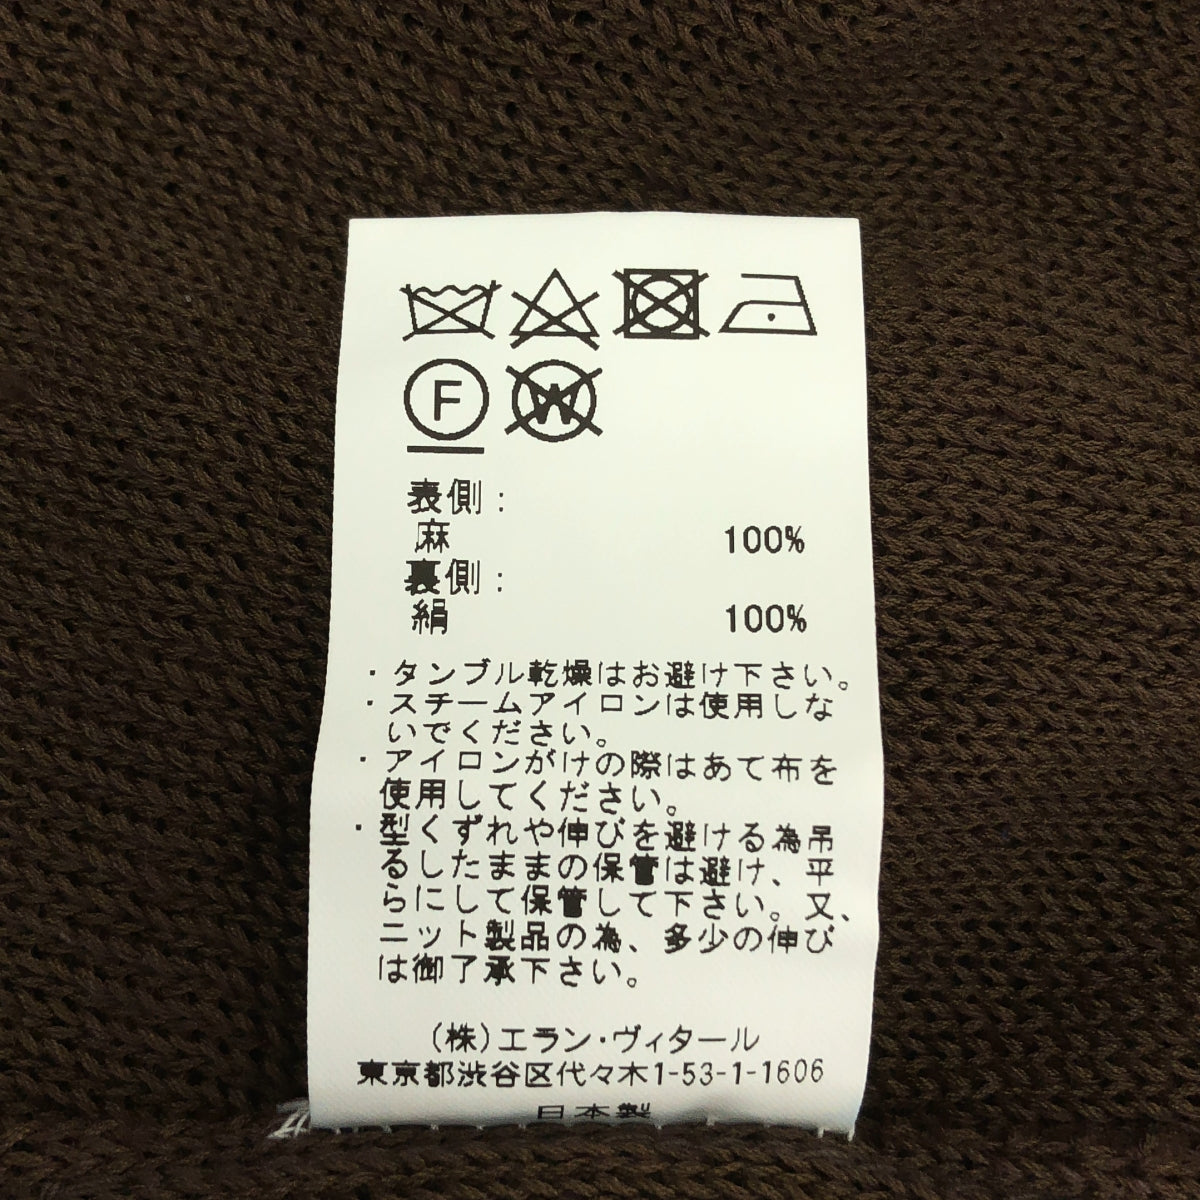 F W
表側:
麻 100%
裏側:
絹 100%
・タンブル乾燥はお避け下さい。
・スチームアイロンは使用しな
いでください。
・アイロンがけの際はあて布を
使用してください。
・型くずれや伸びを避ける為吊
るしたままの保管は避け、平
らにして保管して下さい。又、
ニット製品の為、多少の伸び
は御了承下さい。
(株)エラン・ヴィタール
東京都渋谷区代々木1-53-1-1606
日本製